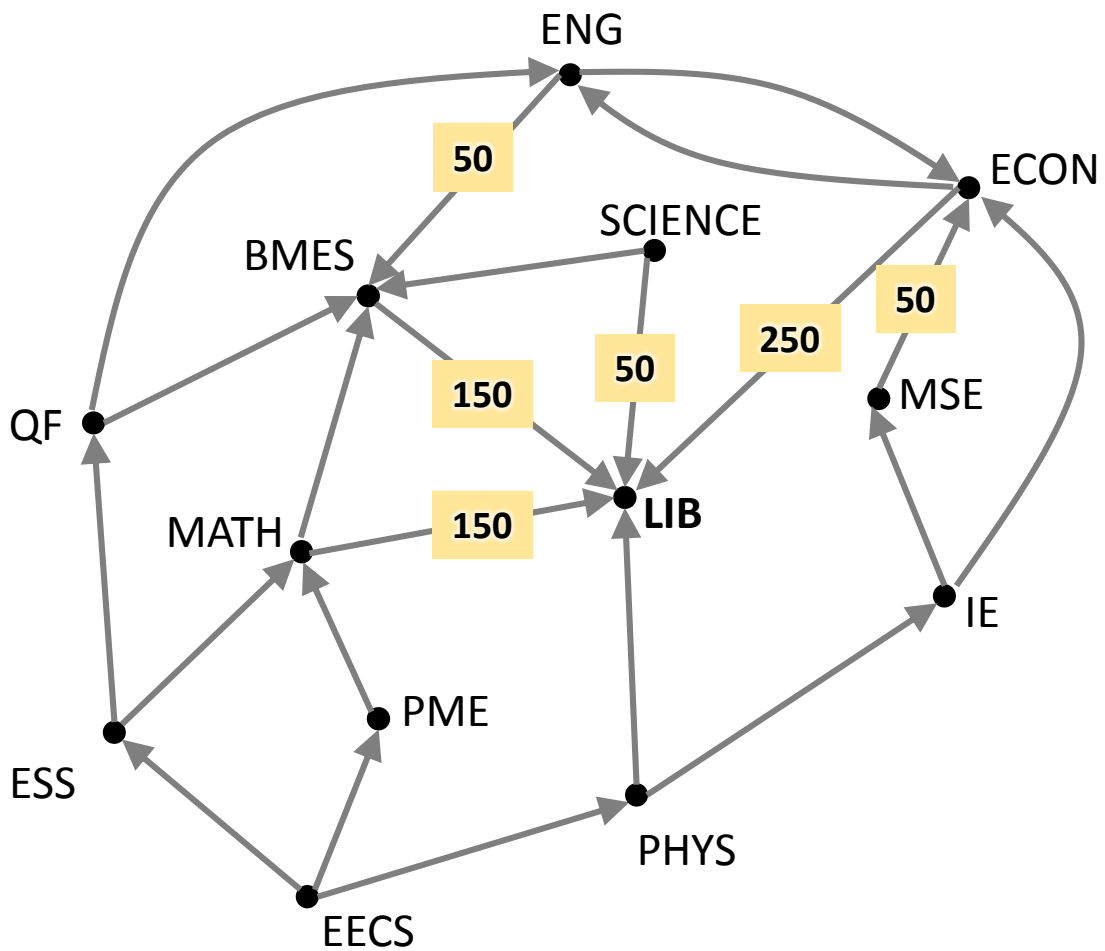 ENG
ECON
50
SCIENCE
BMES
50
250
50
150
MSE
QF
LIB
150
MATH
IE
PME
ESS
PHYS
EECS